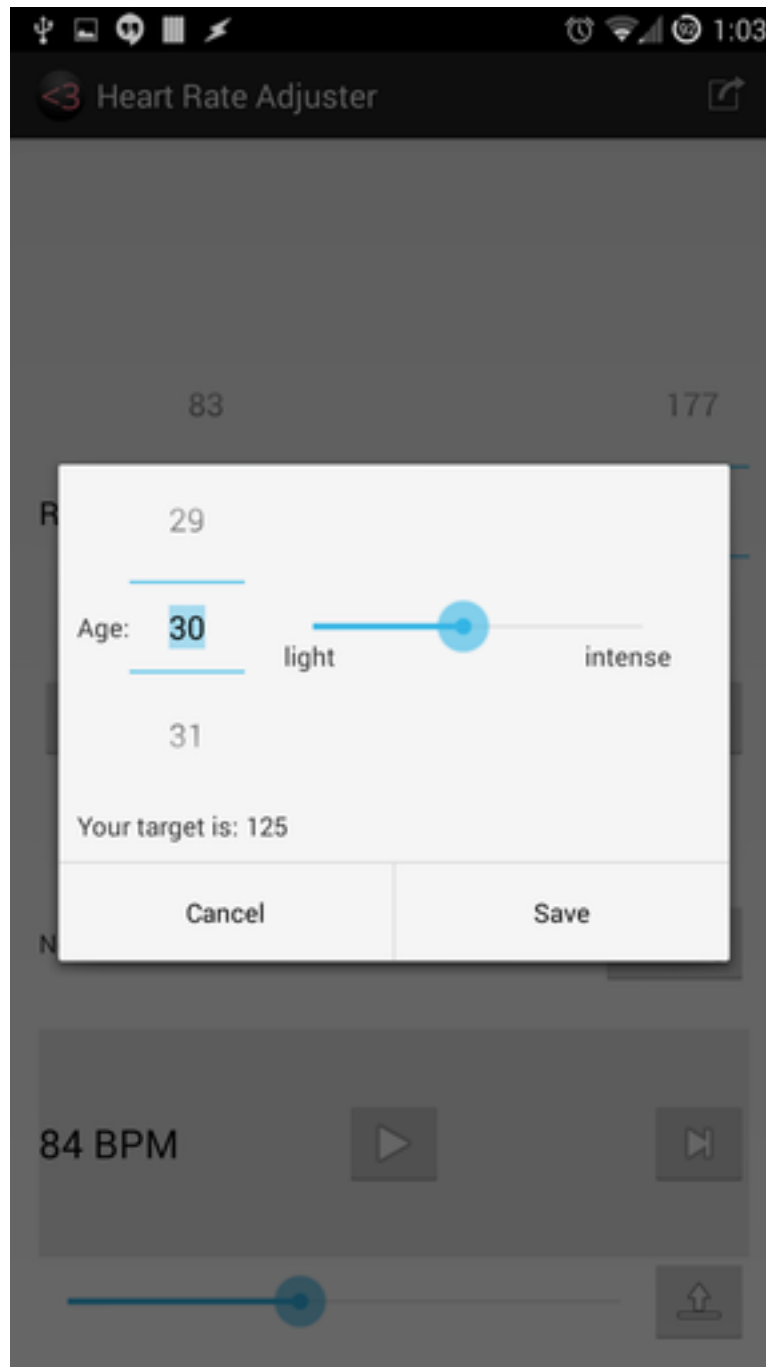 92 1:03
<3 Heart Rate Adjuster
83 177
R
29
Age: 30
light intense
31
Your target is: 125
Cancel Save
N
84 BPM